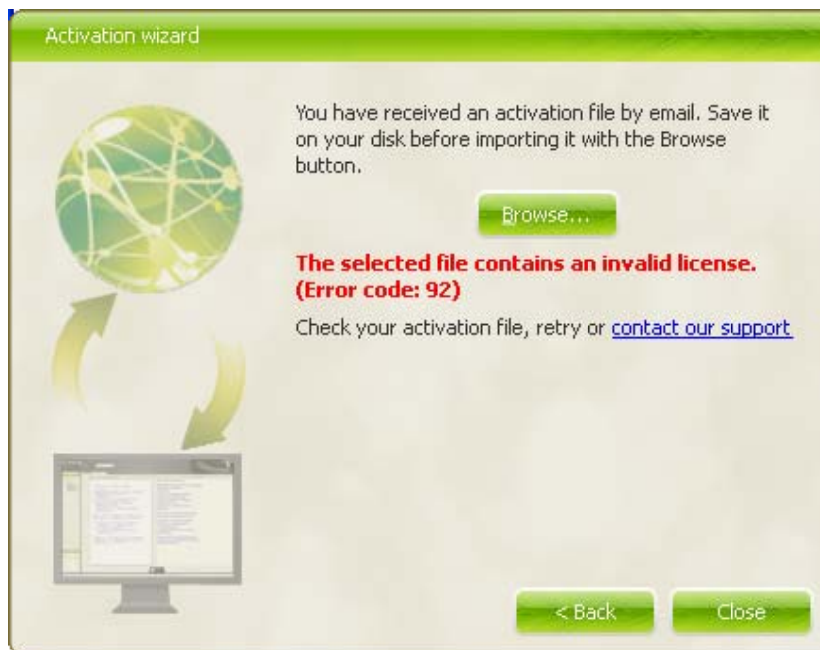 Activation wizard
You have received an activation file by email. Save it
on your disk before importing it with the Browse
button.
Browse...
The selected file contains an invalid license.
(Error code: 92)
Check your activation file, retry or contact our support
< Back
Close